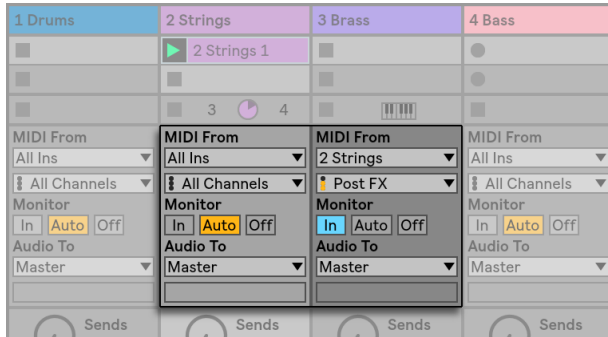 1 Drums 2 Strings 3 Brass 4 Bass
2 Strings 1
3 4
MIDI From MIDI From MIDI From MIDI From
All Ins All Ins 2 Strings All Ins
All Channels All Channels Post FX All Channels
Monitor Monitor Monitor Monitor
In Auto Off In Auto Off In Auto Off In Auto Off
Audio To Audio To Audio To Audio To
Master Master Master Master
Sends Sends Sends Sends